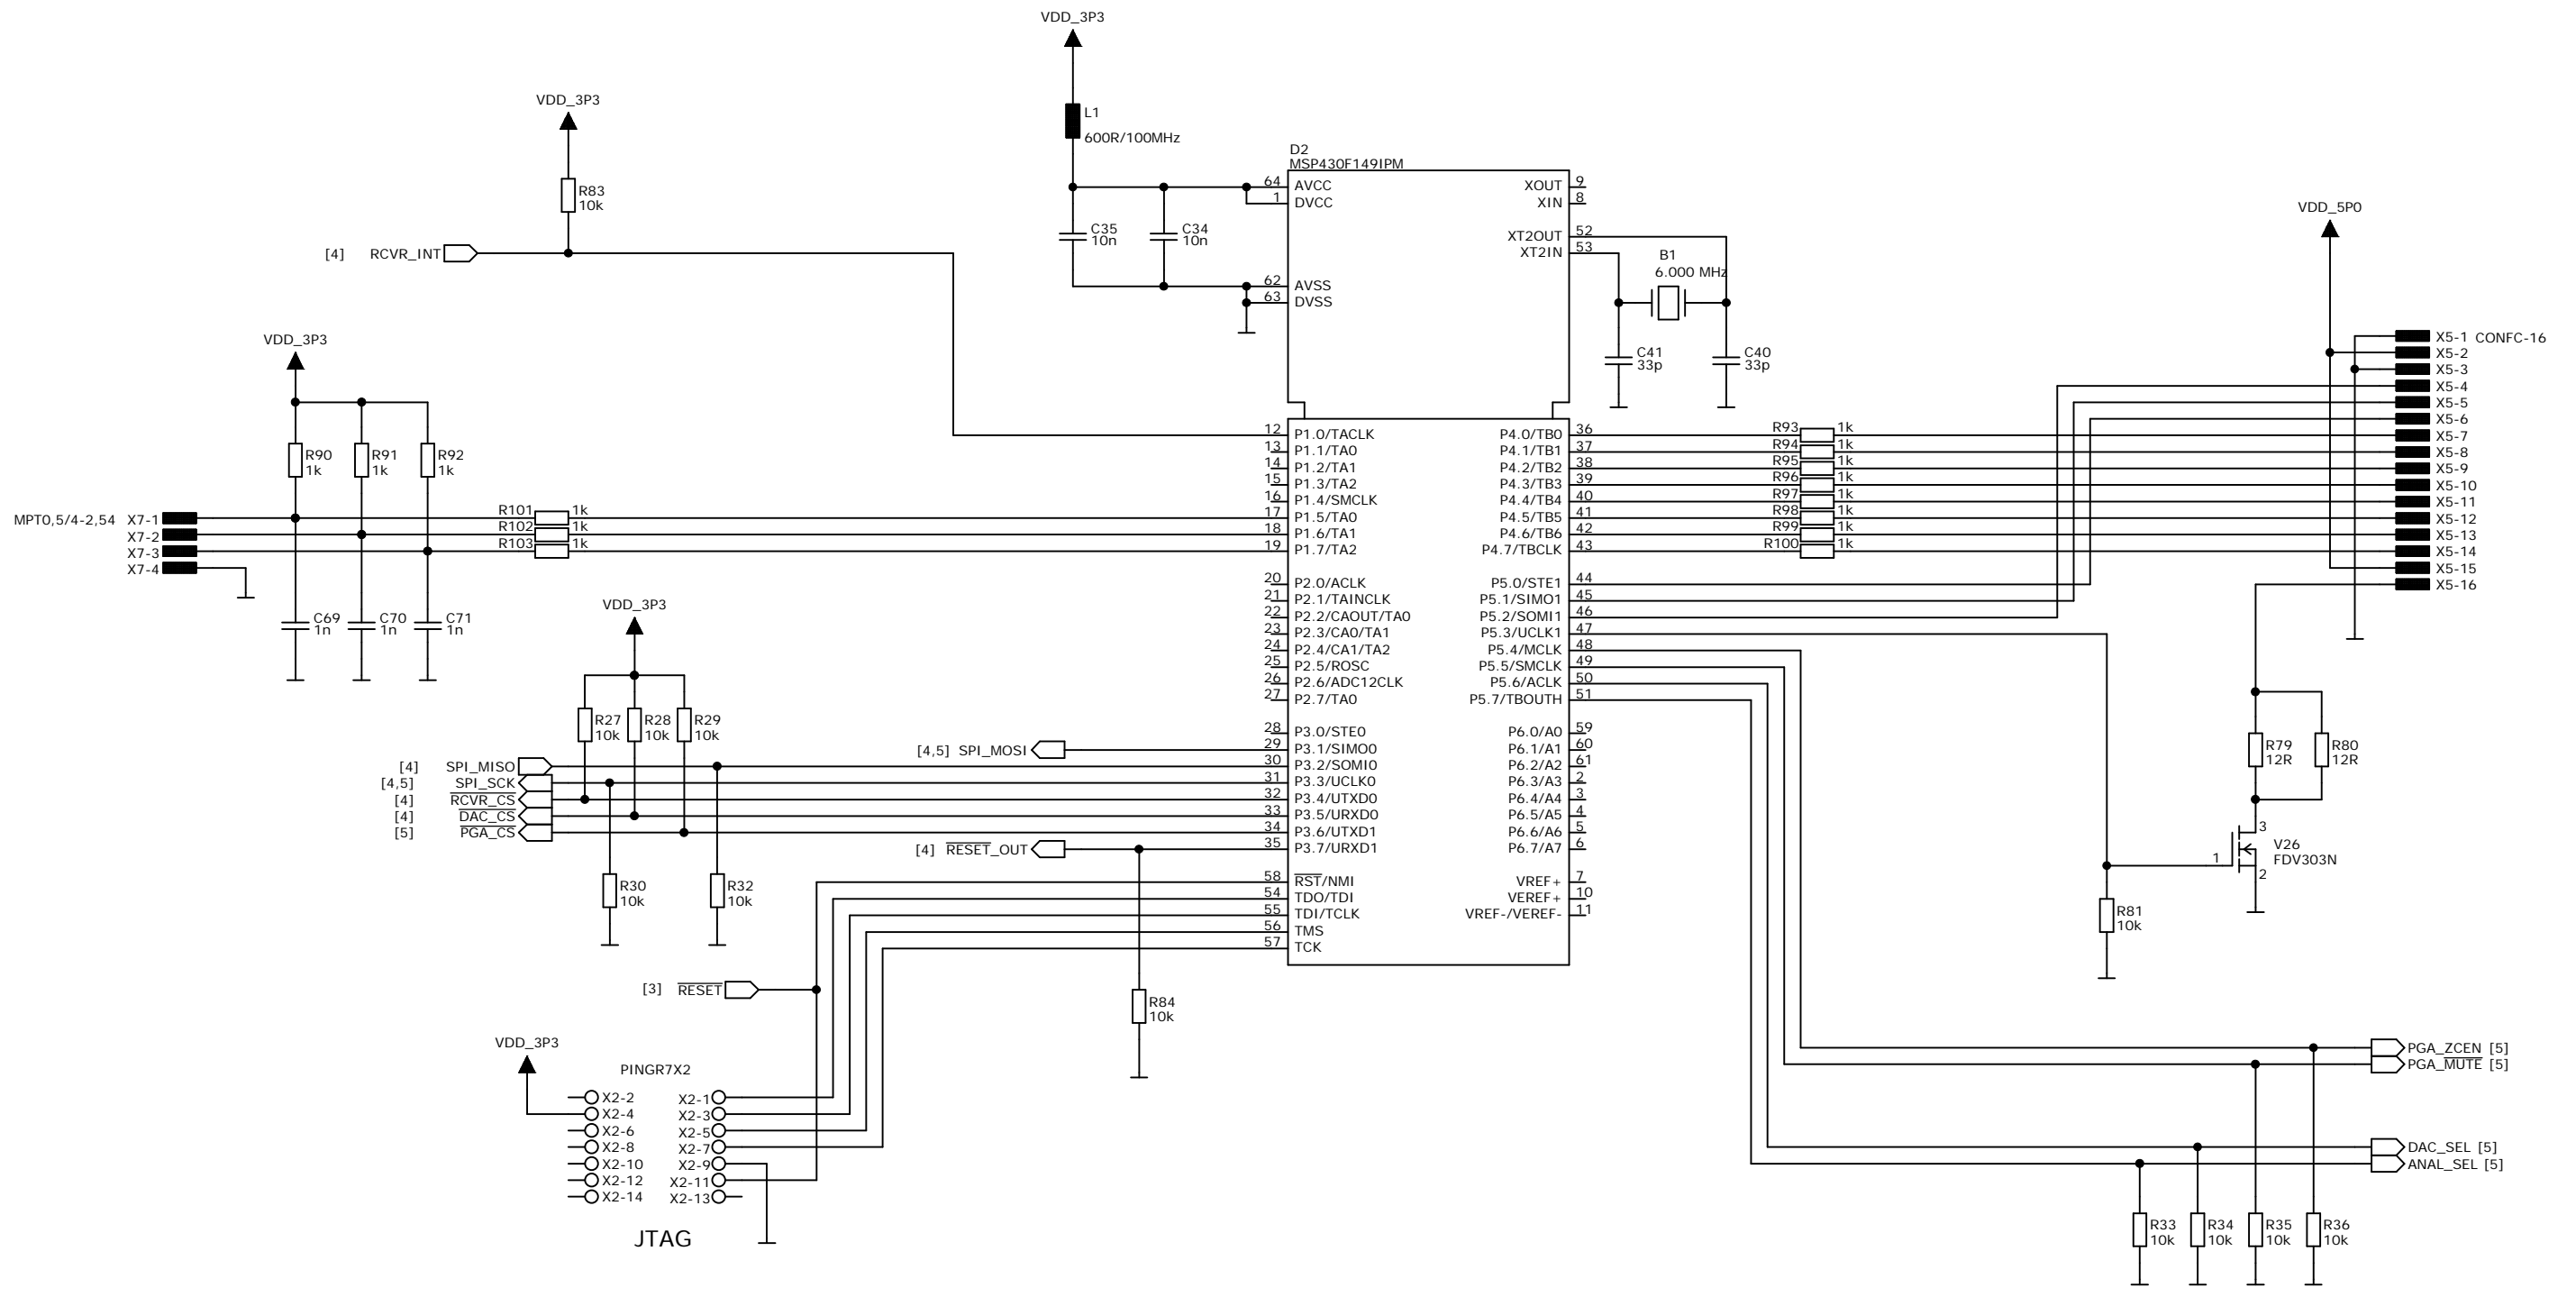 VDD_3P3
L1
600R/100MHz
VDD_3P3
R83
10k
[4] RCVR_INT
C35
10n
C34
10n
D2
MSP430F149IPM
64 AVCC
1 DVCC
62 AVSS
63 DVSS
XOUT 9
XIN 8
XT2OUT 52
XT2IN 53
B1
6.000 MHz
C41
33p
C40
33p
VDD_5P0
X5-1 CONFC-16
X5-2
X5-3
X5-4
X5-5
X5-6
X5-7
X5-8
X5-9
X5-10
X5-11
X5-12
X5-13
X5-14
X5-15
X5-16
VDD_3P3
R90
1k
R91
1k
R92
1k
MPT0,5/4-2,54 X7-1
X7-2
X7-3
X7-4
R101 1k
R102 1k
R103 1k
C69
1n
C70
1n
C71
1n
12 P1.0/TACLK
13 P1.1/TA0
14 P1.2/TA1
15 P1.3/TA2
16 P1.4/SMCLK
17 P1.5/TA0
18 P1.6/TA1
19 P1.7/TA2
20 P2.0/ACLK
21 P2.1/TAINCLK
22 P2.2/CAOUT/TA0
23 P2.3/CA0/TA1
24 P2.4/CA1/TA2
25 P2.5/ROSC
26 P2.6/ADC12CLK
27 P2.7/TA0
28 P3.0/STE0
29 P3.1/SIMO0
30 P3.2/SOMI0
31 P3.3/UCLK0
32 P3.4/UTXD0
33 P3.5/URXD0
34 P3.6/UTXD1
35 P3.7/URXD1
58 RST/NMI
54 TDO/TDI
55 TDI/TCLK
56 TMS
57 TCK
P4.0/TB0 36
P4.1/TB1 37
P4.2/TB2 38
P4.3/TB3 39
P4.4/TB4 40
P4.5/TB5 41
P4.6/TB6 42
P4.7/TBCLK 43
P5.0/STE1 44
P5.1/SIMO1 45
P5.2/SOMI1 46
P5.3/UCLK1 47
P5.4/MCLK 48
P5.5/SMCLK 49
P5.6/ACLK 50
P5.7/TBOUTH 51
P6.0/A0 59
P6.1/A1 60
P6.2/A2 61
P6.3/A3 2
P6.4/A4 3
P6.5/A5 4
P6.6/A6 5
P6.7/A7 6
VREF+ 7
VEREF+ 10
VREF-/VEREF- 11
R93 1k
R94 1k
R95 1k
R96 1k
R97 1k
R98 1k
R99 1k
R100 1k
VDD_3P3
R27
10k
R28
10k
R29
10k
[4,5] SPI_MOSI
[4] SPI_MISO
[4,5] SPI_SCK
[4] RCVR_CS
[4] DAC_CS
[5] PGA_CS
[4] RESET_OUT
R30
10k
R32
10k
[3] RESET
R84
10k
R79
12R
R80
12R
3
1
2
V26
FDV303N
R81
10k
VDD_3P3
PINGR7X2
X2-2 X2-1
X2-4 X2-3
X2-6 X2-5
X2-8 X2-7
X2-10 X2-9
X2-12 X2-11
X2-14 X2-13
JTAG
PGA_ZCEN [5]
PGA_MUTE [5]
DAC_SEL [5]
ANAL_SEL [5]
R33
10k
R34
10k
R35
10k
R36
10k